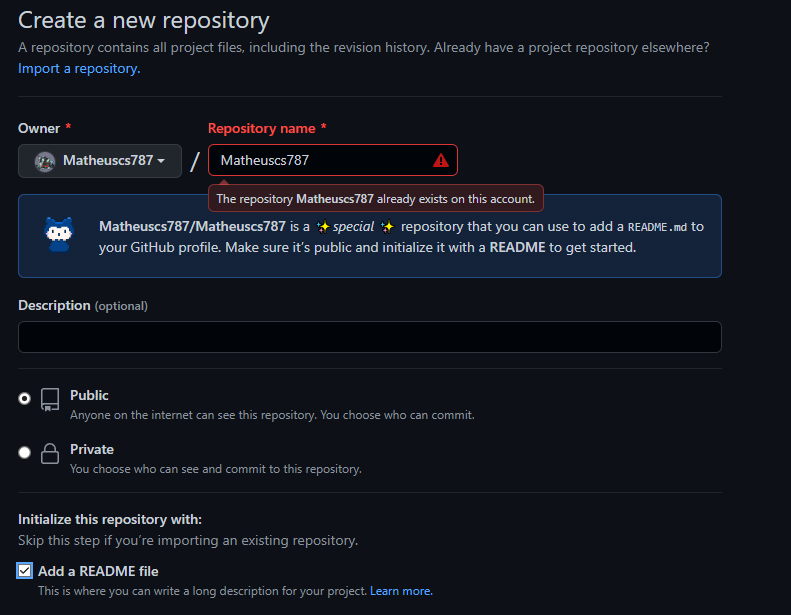 Create a new repository
A repository contains all project files, including the revision history. Already have a project repository elsewhere?
Import a repository.
Owner *
Repository name *
Matheuscs787
/
Matheuscs787
The repository Matheuscs787 already exists on this account.
Matheuscs787/Matheuscs787 is a ✨ special ✨ repository that you can use to add a README.md to
your GitHub profile. Make sure it’s public and initialize it with a README to get started.
Description (optional)
Public
Anyone on the internet can see this repository. You choose who can commit.
Private
You choose who can see and commit to this repository.
Initialize this repository with:
Skip this step if you’re importing an existing repository.
Add a README file
This is where you can write a long description for your project. Learn more.